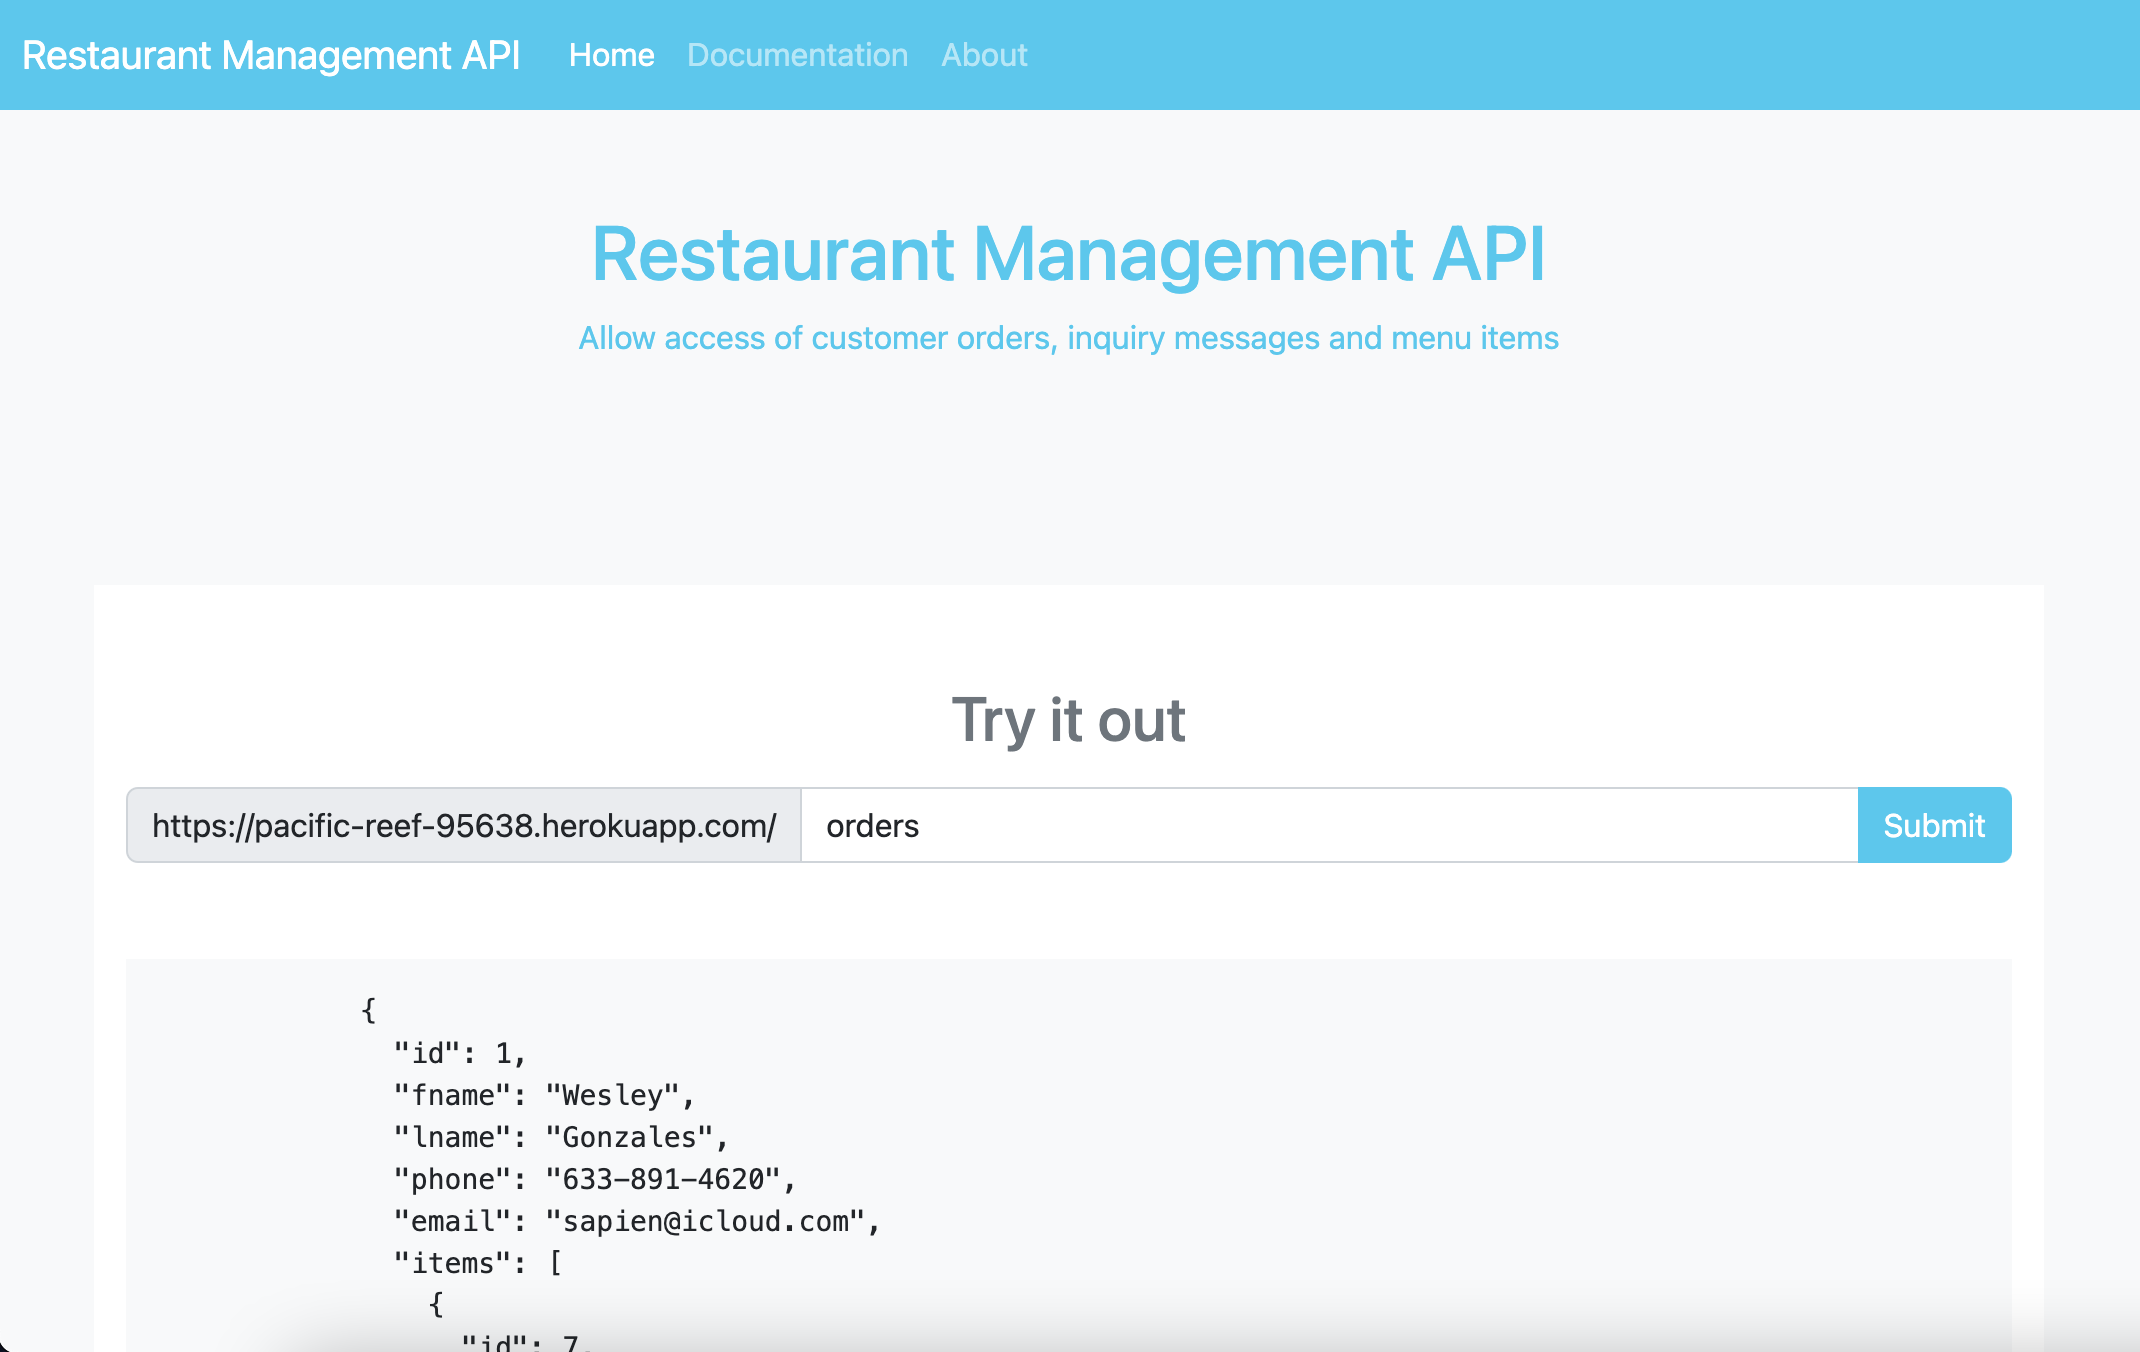 Restaurant Management API Home Documentation About
Restaurant Management API
Allow access of customer orders, inquiry messages and menu items
Try it out
https://pacific-reef-95638.herokuapp.com/ orders Submit
{
"id": 1,
"fname": "Wesley",
"lname": "Gonzales",
"phone": "633-891-4620",
"email": "sapien@icloud.com",
"items": [
{
"id": 7,